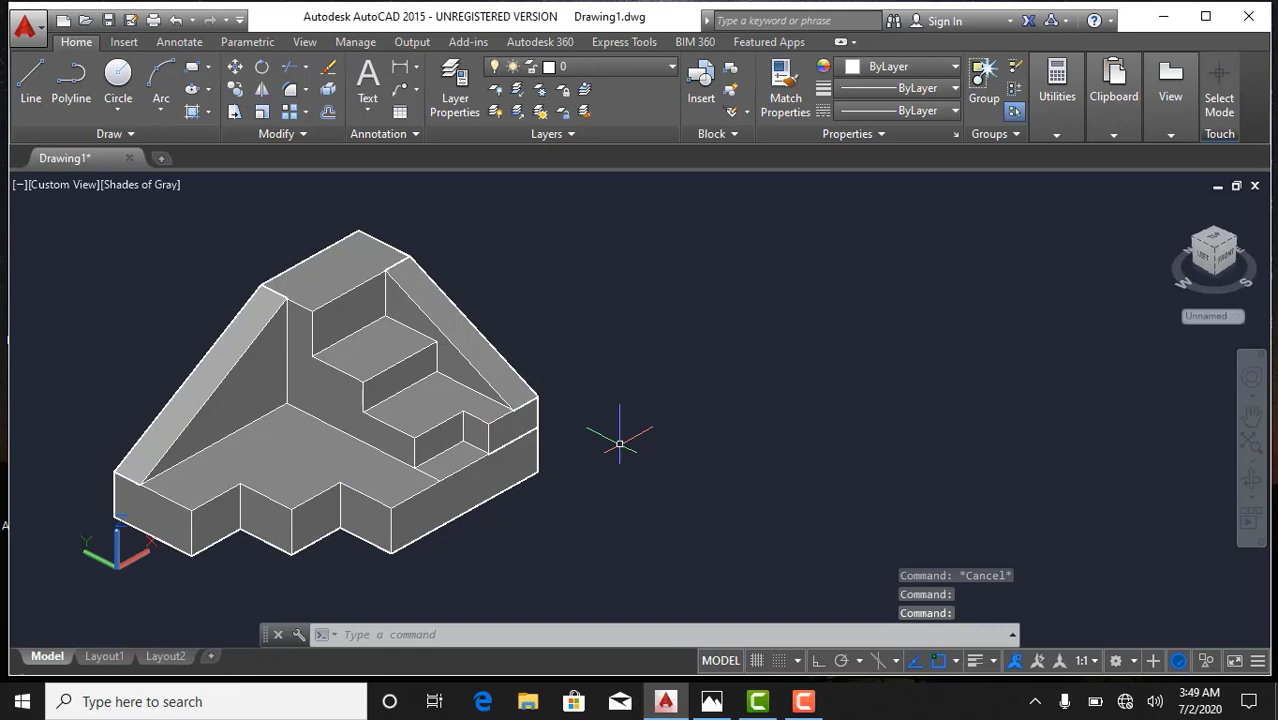 Autodesk AutoCAD 2015 - UNREGISTERED VERSION Drawing1.dwg Type a keyword or phrase Sign In
Home Insert Annotate Parametric View Manage Output Add-ins Autodesk 360 Express Tools BIM 360 Featured Apps
Line Polyline Circle Arc Text Layer Properties 0 Insert Match Properties ByLayer ByLayer ByLayer Group Utilities Clipboard View Select Mode
Draw Modify Annotation Layers Block Properties Groups Touch
Drawing1*
[−][Custom View][Shades of Gray]
TOP
LEFT FRONT
W S
Unnamed
Y Z X
Command: *Cancel*
Command:
Command:
Type a command
Model Layout1 Layout2 MODEL 1:1
Type here to search
3:49 AM
7/2/2020